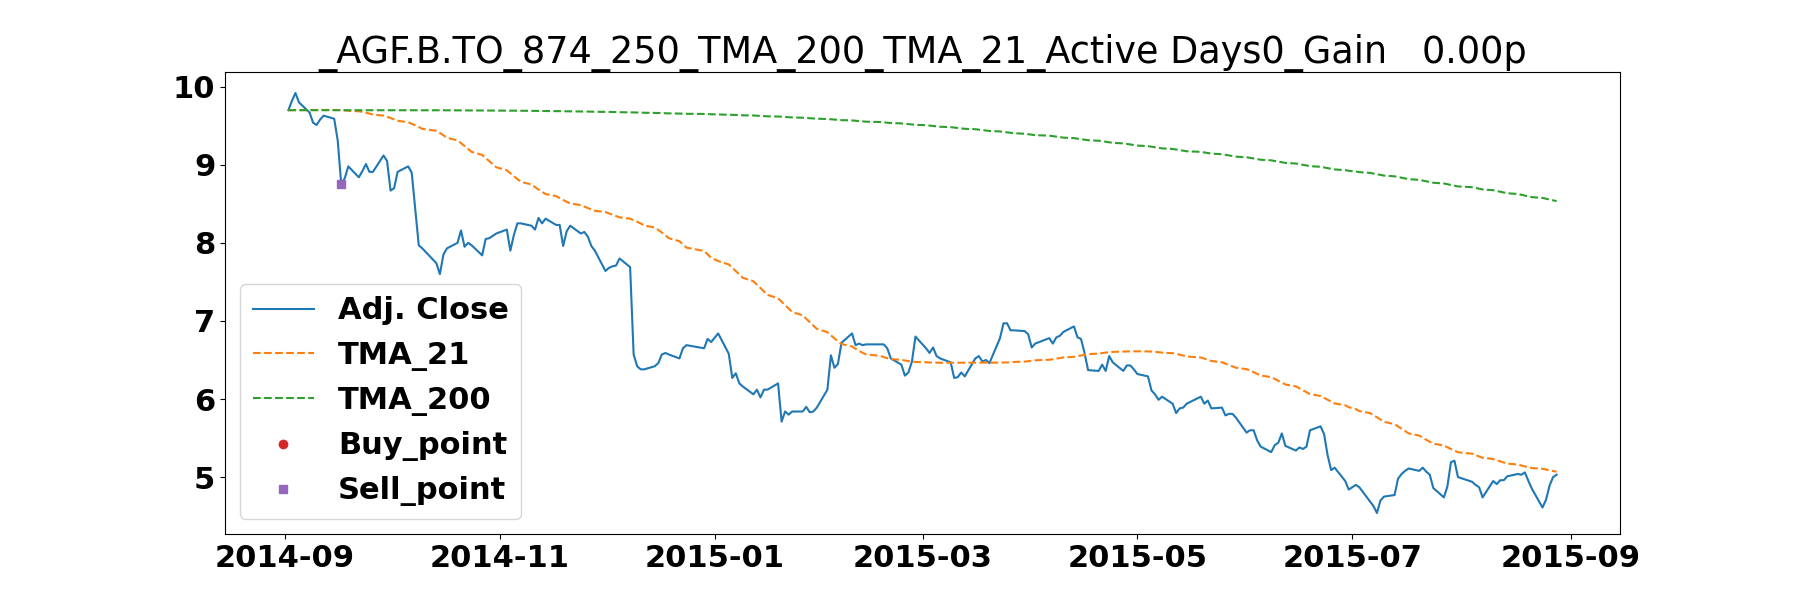 _AGF.B.TO_874_250_TMA_200_TMA_21_Active Days0_Gain   0.00p
10
9
8
7
6
5
Adj. Close
TMA_21
TMA_200
Buy_point
Sell_point
2014-09 2014-11 2015-01 2015-03 2015-05 2015-07 2015-09